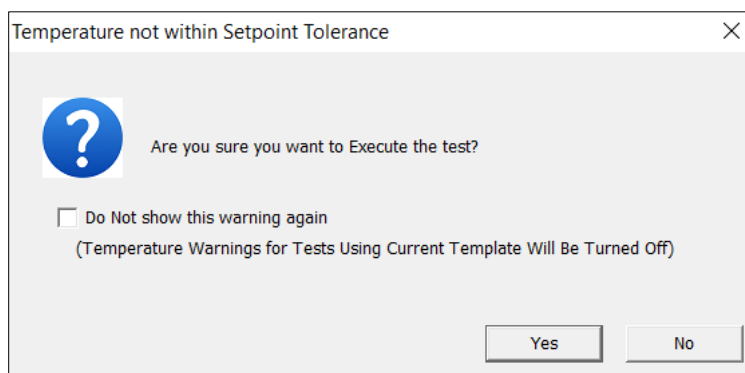 Temperature not within Setpoint Tolerance
Are you sure you want to Execute the test?
Do Not show this warning again
(Temperature Warnings for Tests Using Current Template Will Be Turned Off)
Yes No